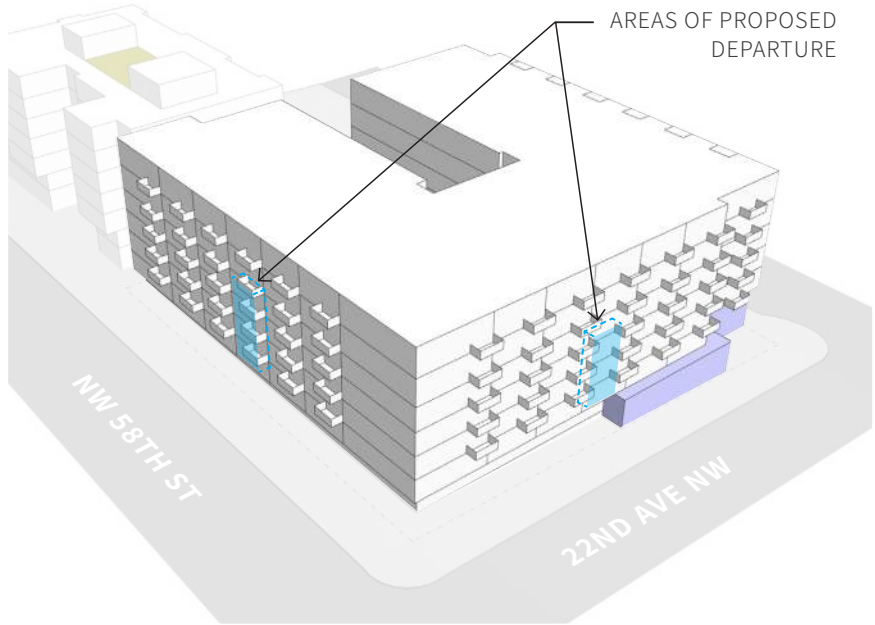 AREAS OF PROPOSED
DEPARTURE
NW 58TH ST
22ND AVE NW